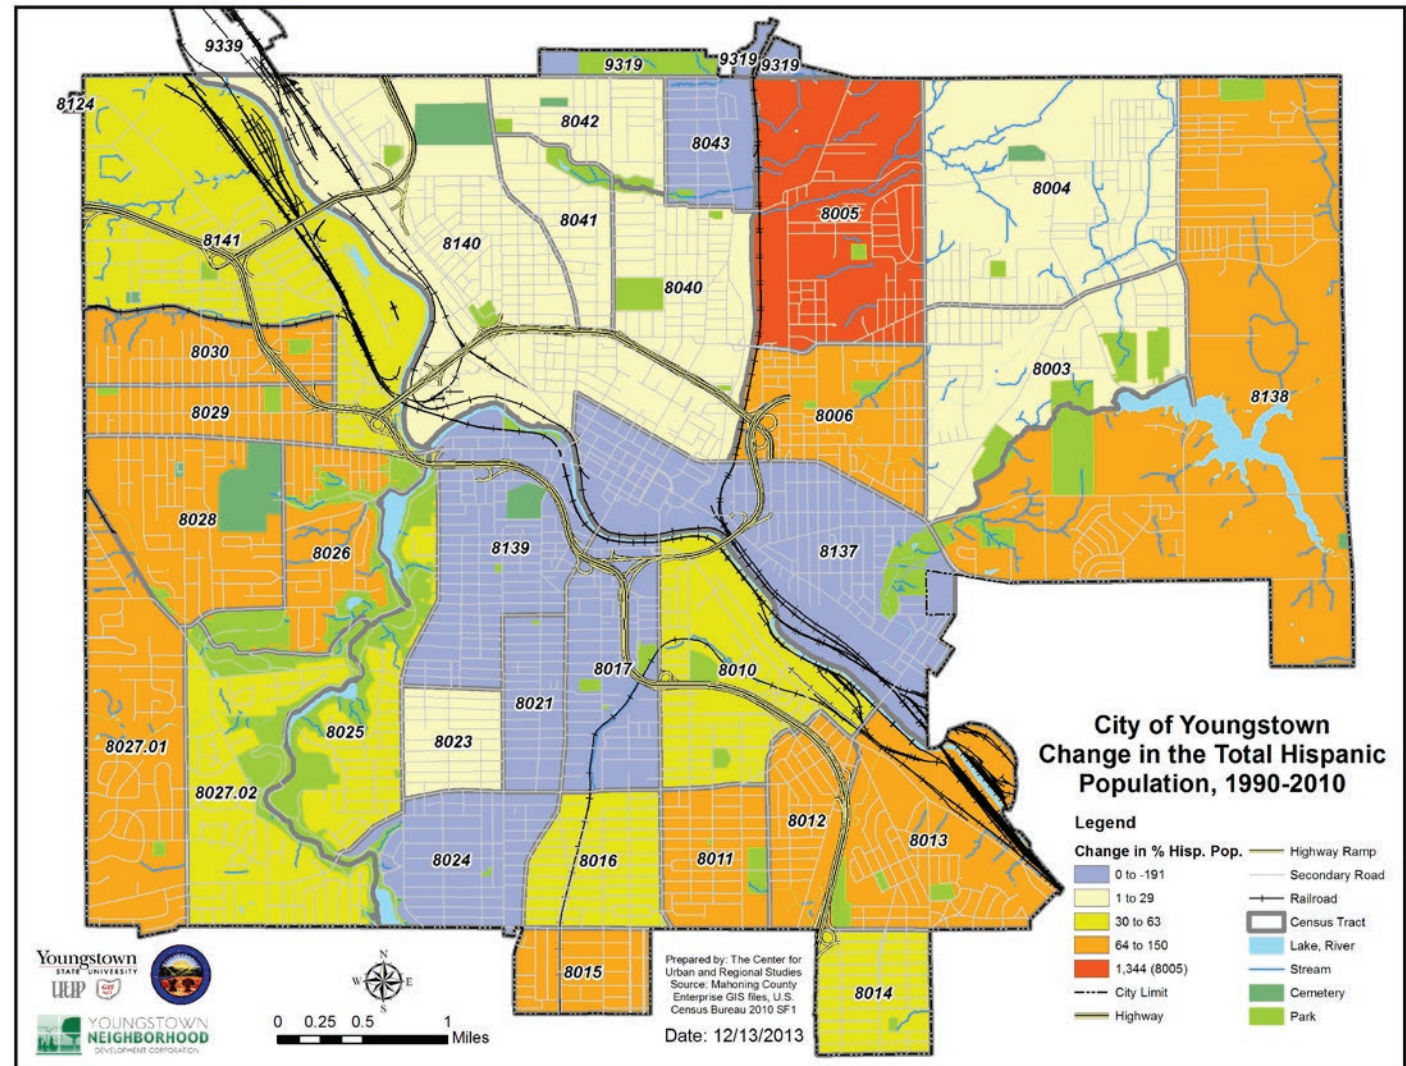 9339
9319
9319
9319
8124
8042
8043
8005
8004
8141
8140
8041
8040
8030
8003
8029
8006
8138
8028
8026
8139
8137
8017
8010
8021
8025
8023
8027.01
8027.02
8024
8016
8011
8012
8013
8015
8014
City of Youngstown
Change in the Total Hispanic
Population, 1990-2010
Legend
Change in % Hisp. Pop.
0 to -191
1 to 29
30 to 63
64 to 150
1,344 (8005)
City Limit
Highway
Highway Ramp
Secondary Road
Railroad
Census Tract
Lake, River
Stream
Cemetery
Park
Youngstown
STATE UNIVERSITY
YOUNGSTOWN
NEIGHBORHOOD
DEVELOPMENT CORPORATION
N
W E
S
0 0.25 0.5 1
Miles
Prepared by: The Center for
Urban and Regional Studies
Source: Mahoning County
Enterprise GIS files, U.S.
Census Bureau 2010 SF1
Date: 12/13/2013